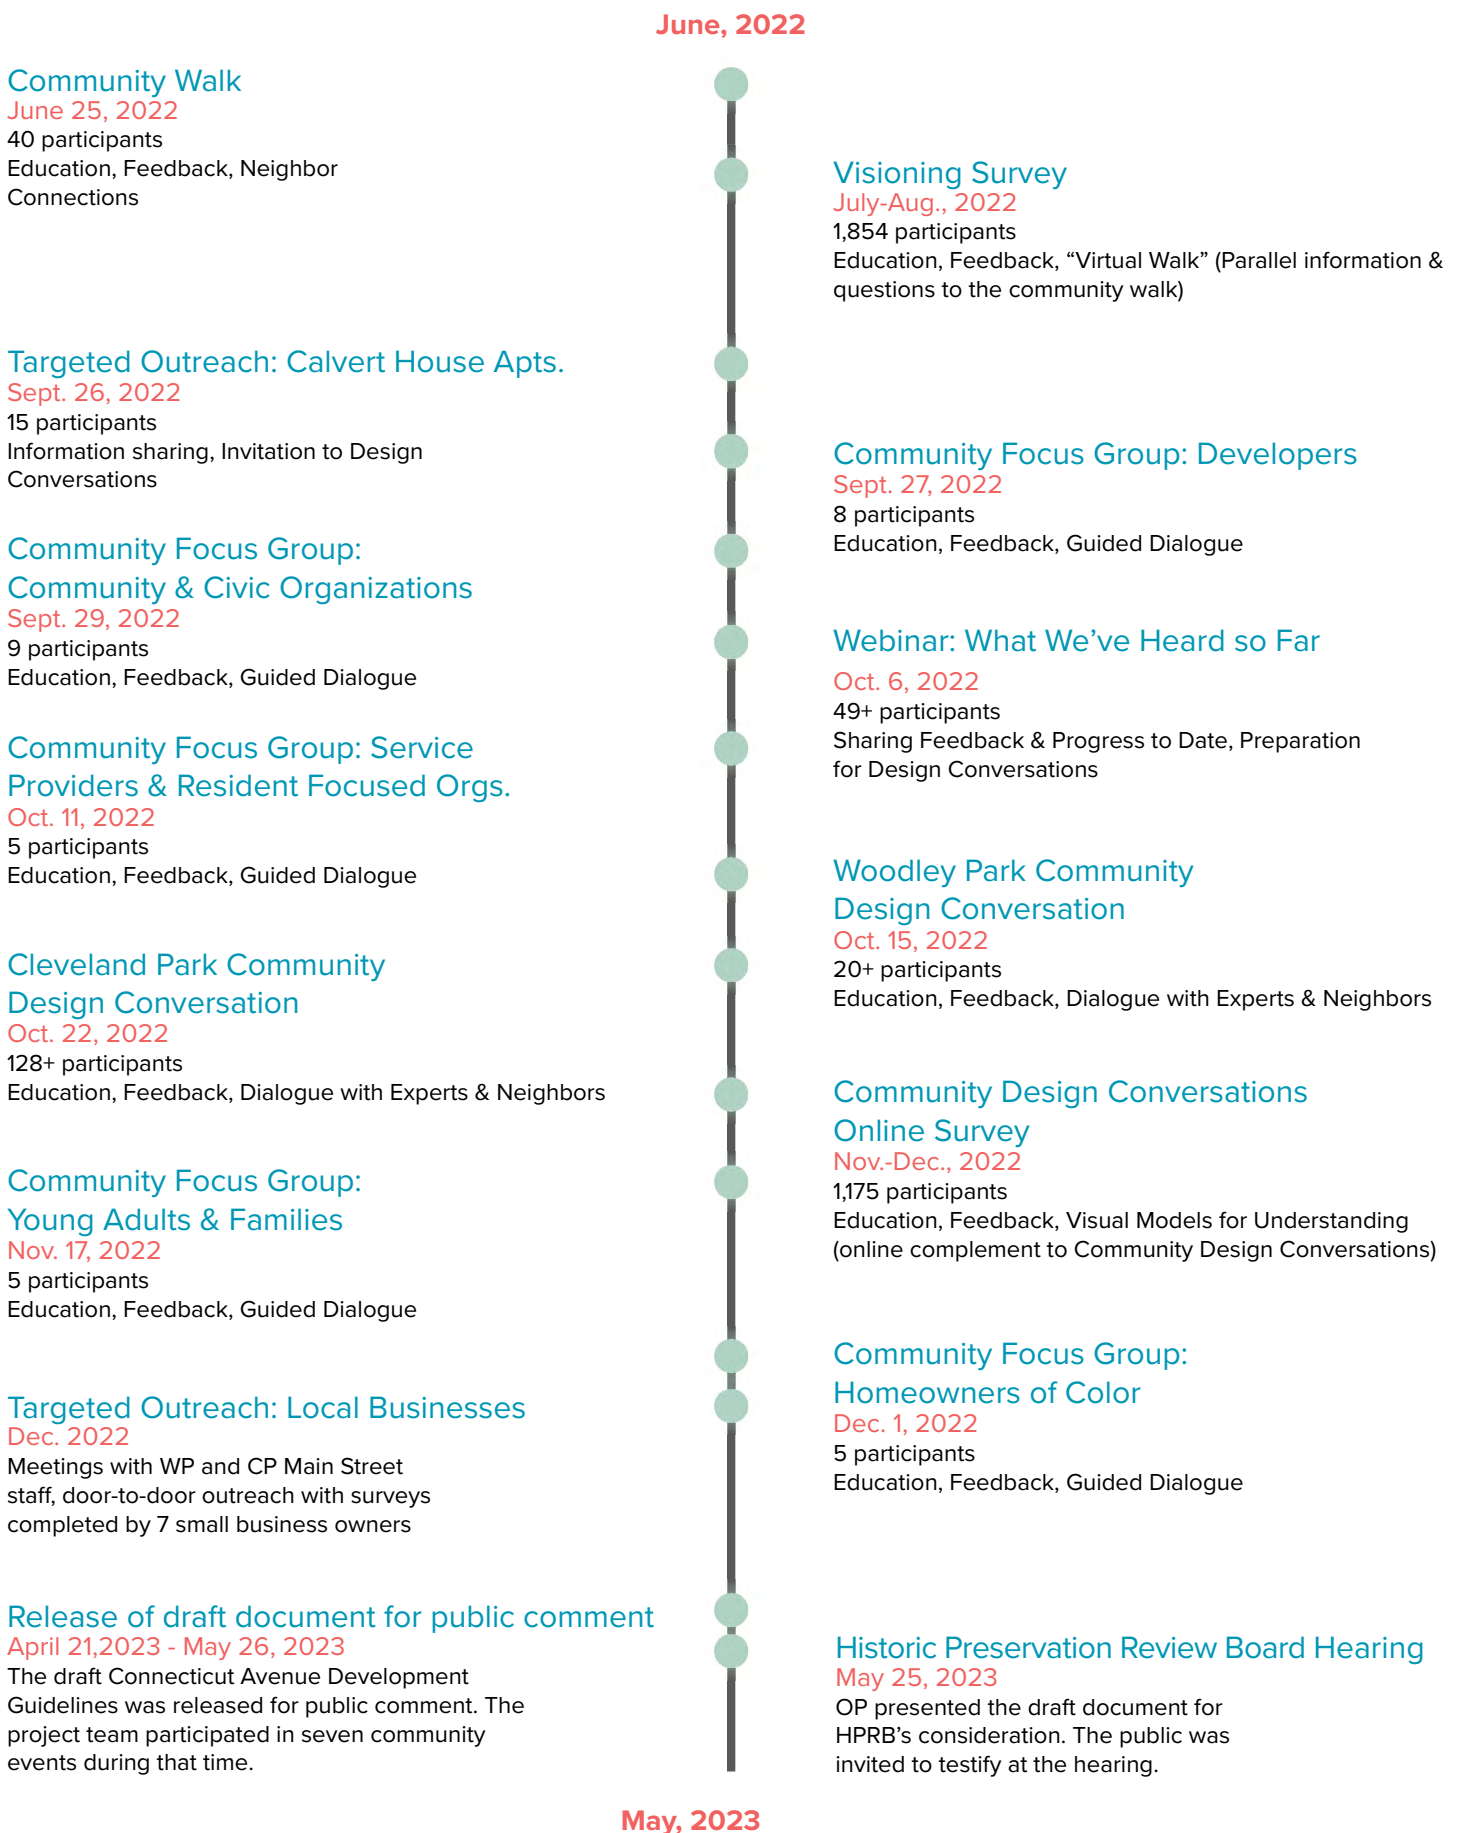 June, 2022
Community Walk
June 25, 2022
40 participants
Education, Feedback, Neighbor
Connections
Visioning Survey
July-Aug., 2022
1,854 participants
Education, Feedback, “Virtual Walk” (Parallel information &
questions to the community walk)
Targeted Outreach: Calvert House Apts.
Sept. 26, 2022
15 participants
Information sharing, Invitation to Design
Conversations
Community Focus Group: Developers
Sept. 27, 2022
8 participants
Education, Feedback, Guided Dialogue
Community Focus Group:
Community & Civic Organizations
Sept. 29, 2022
9 participants
Education, Feedback, Guided Dialogue
Webinar: What We’ve Heard so Far
Oct. 6, 2022
49+ participants
Sharing Feedback & Progress to Date, Preparation
for Design Conversations
Community Focus Group: Service
Providers & Resident Focused Orgs.
Oct. 11, 2022
5 participants
Education, Feedback, Guided Dialogue
Woodley Park Community
Design Conversation
Oct. 15, 2022
20+ participants
Education, Feedback, Dialogue with Experts & Neighbors
Cleveland Park Community
Design Conversation
Oct. 22, 2022
128+ participants
Education, Feedback, Dialogue with Experts & Neighbors
Community Design Conversations
Online Survey
Nov.-Dec., 2022
1,175 participants
Education, Feedback, Visual Models for Understanding
(online complement to Community Design Conversations)
Community Focus Group:
Young Adults & Families
Nov. 17, 2022
5 participants
Education, Feedback, Guided Dialogue
Community Focus Group:
Homeowners of Color
Dec. 1, 2022
5 participants
Education, Feedback, Guided Dialogue
Targeted Outreach: Local Businesses
Dec. 2022
Meetings with WP and CP Main Street
staff, door-to-door outreach with surveys
completed by 7 small business owners
Release of draft document for public comment
April 21,2023 - May 26, 2023
The draft Connecticut Avenue Development
Guidelines was released for public comment. The
project team participated in seven community
events during that time.
Historic Preservation Review Board Hearing
May 25, 2023
OP presented the draft document for
HPRB’s consideration. The public was
invited to testify at the hearing.
May, 2023